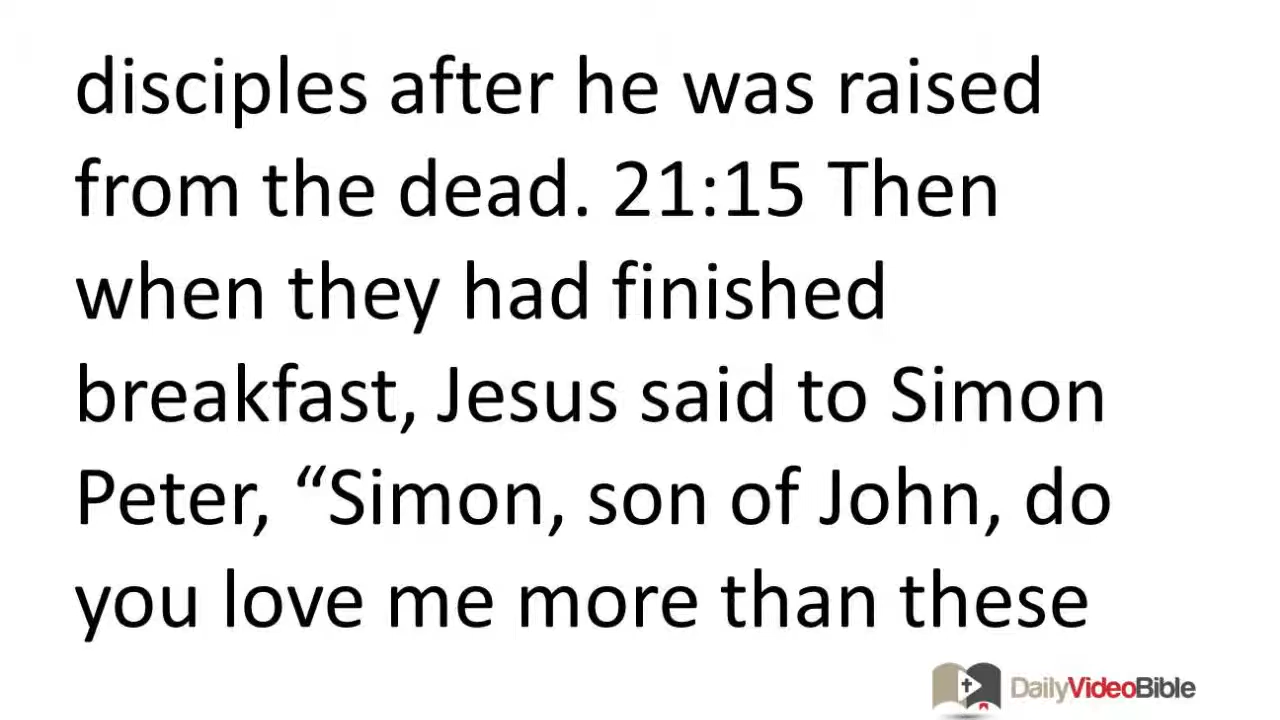 disciples after he was raised
from the dead. 21:15 Then
when they had finished
breakfast, Jesus said to Simon
Peter, “Simon, son of John, do
you love me more than these
DailyVideoBible